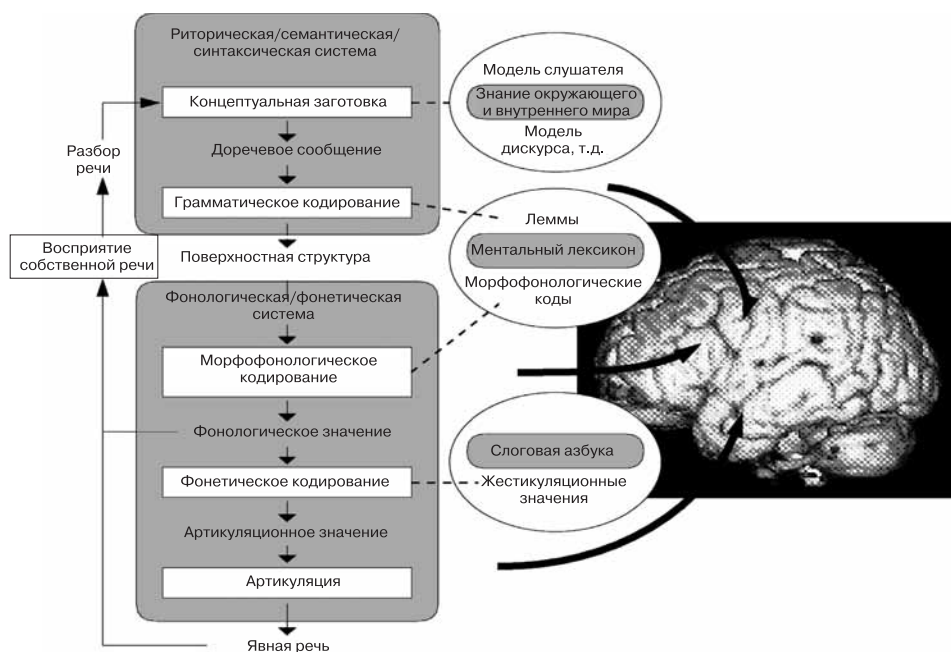 Риторическая/семантическая/
синтаксическая система
Концептуальная заготовка
Доречевое сообщение
Грамматическое кодирование
Поверхностная структура
Фонологическая/фонетическая
система
Морфофонологическое
кодирование
Фонологическое значение
Фонетическое кодирование
Артикуляционное значение
Артикуляция
Явная речь
Разбор
речи
Восприятие
собственной речи
Модель слушателя
Знание окружающего
и внутреннего мира
Модель
дискурса, т.д.
Леммы
Ментальный лексикон
Морфофонологические
коды
Слоговая азбука
Жестикуляционные
значения